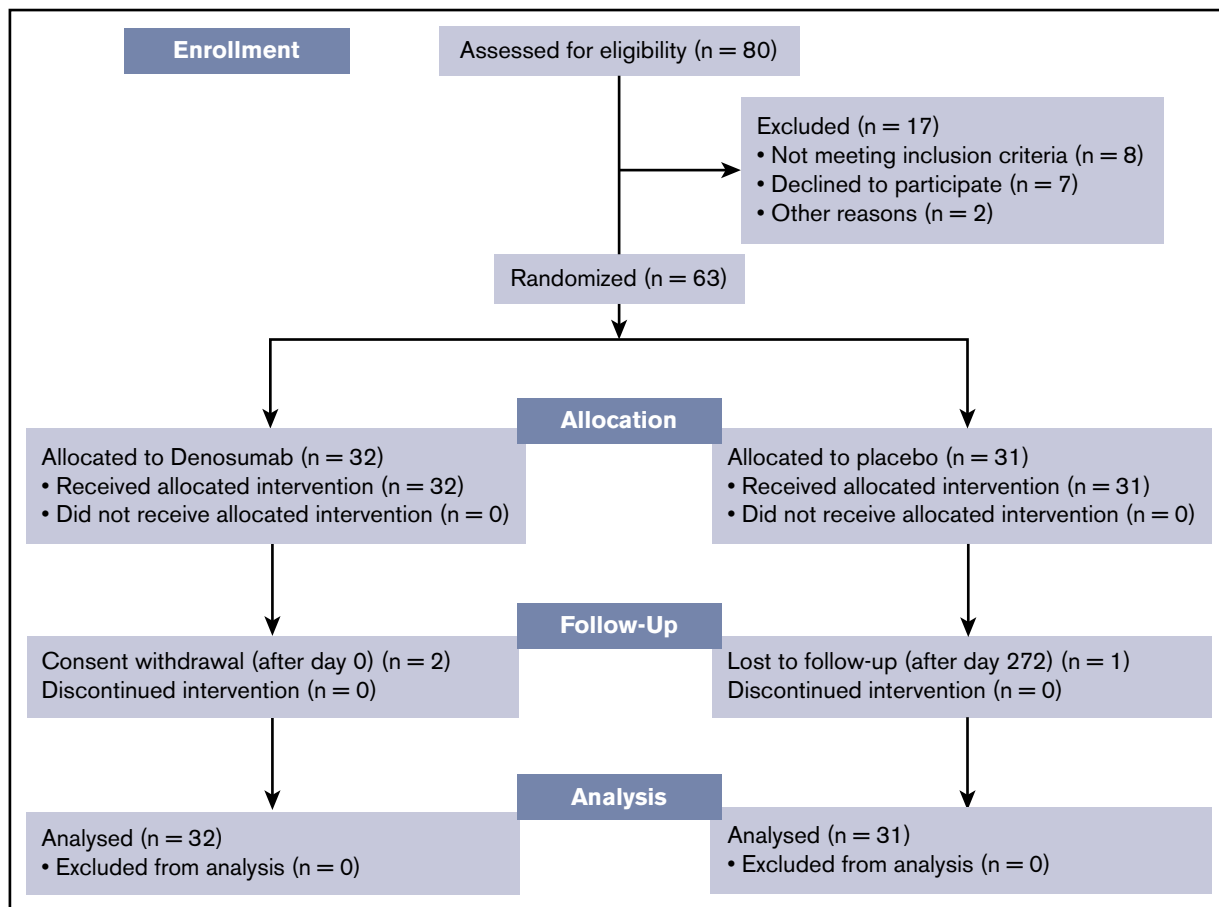 Enrollment
Assessed for eligibility (n = 80)
Excluded (n = 17)
• Not meeting inclusion criteria (n = 8)
• Declined to participate (n = 7)
• Other reasons (n = 2)
Randomized (n = 63)
Allocation
Allocated to Denosumab (n = 32)
• Received allocated intervention (n = 32)
• Did not receive allocated intervention (n = 0)
Allocated to placebo (n = 31)
• Received allocated intervention (n = 31)
• Did not receive allocated intervention (n = 0)
Follow-Up
Consent withdrawal (after day 0) (n = 2)
Discontinued intervention (n = 0)
Lost to follow-up (after day 272) (n = 1)
Discontinued intervention (n = 0)
Analysis
Analysed (n = 32)
• Excluded from analysis (n = 0)
Analysed (n = 31)
• Excluded from analysis (n = 0)